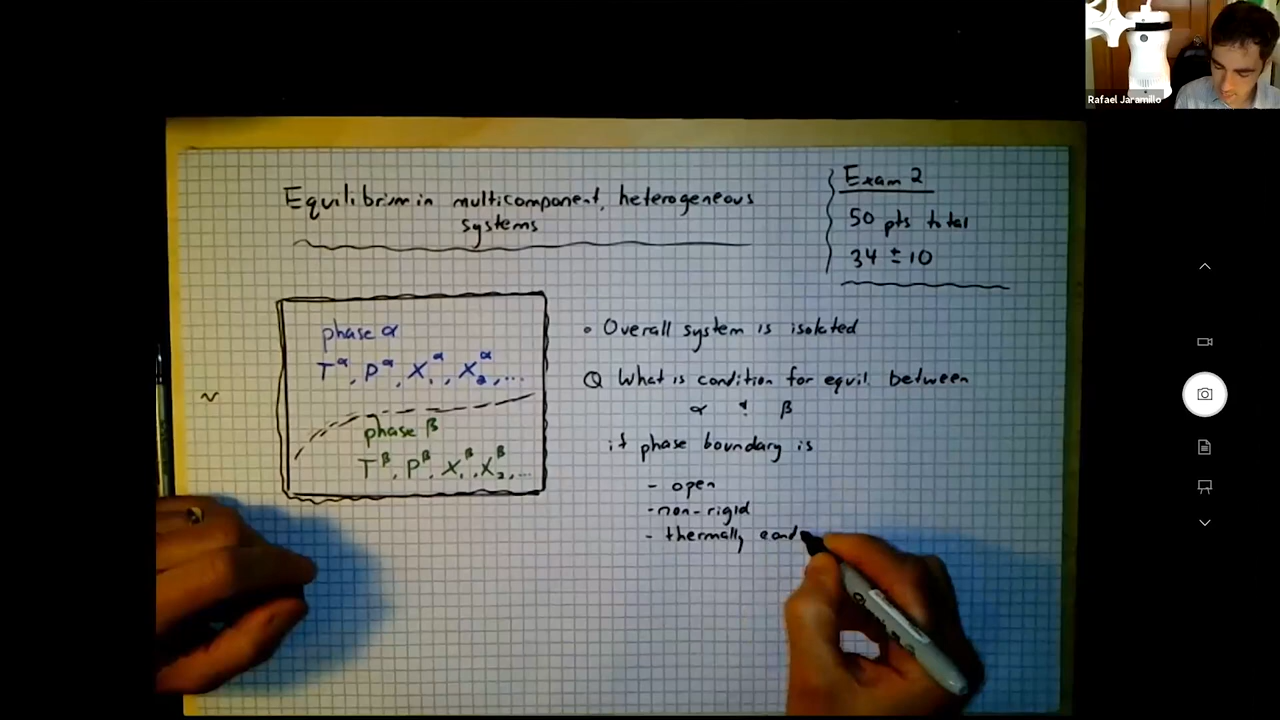 Rafael Jaramillo
Equilibrium in multicomponent, heterogeneous
systems
Exam 2
50 pts total
34 ± 10
phase α
T^α, P^α, X₁^α, X₂^α, ...
phase β
T^β, P^β, X₁^β, X₂^β, ...
• Overall system is isolated
Q What is condition for equil. between
α & β
if phase boundary is
- open
- non-rigid
- thermally cond